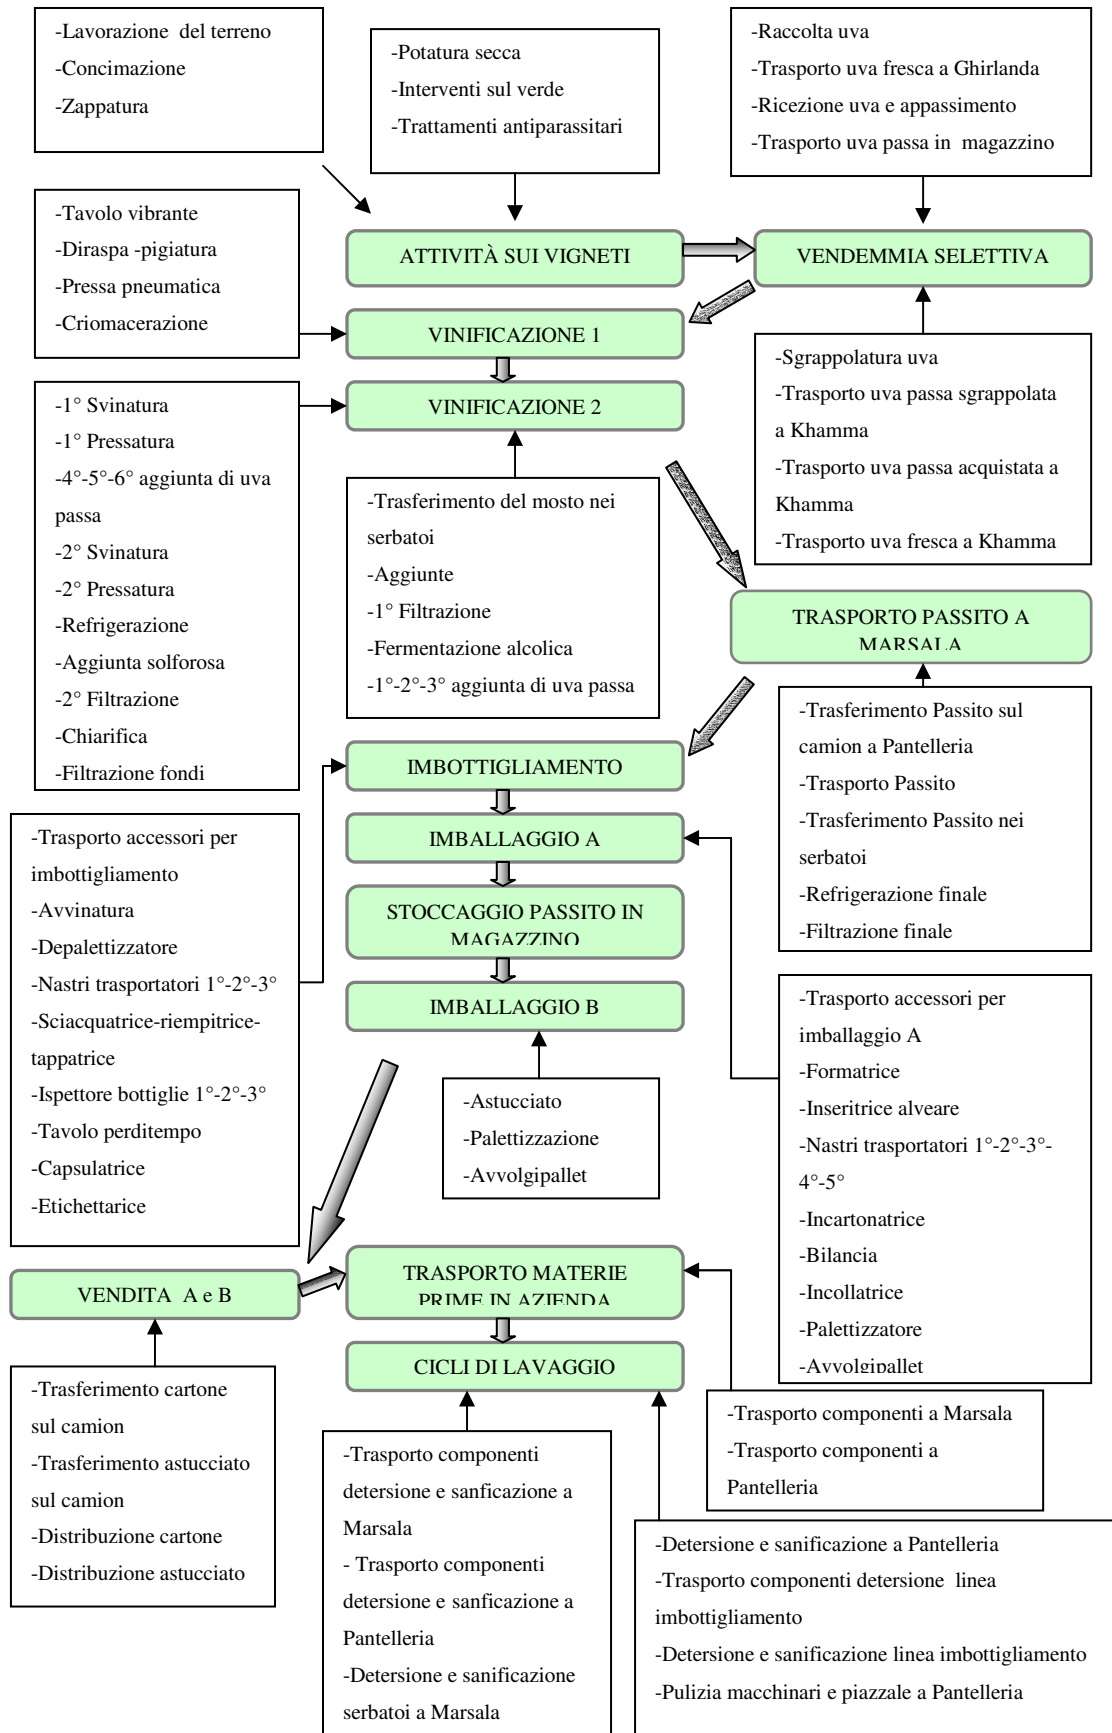 -Lavorazione  del terreno
-Concimazione
-Zappatura
-Potatura secca
-Interventi sul verde
-Trattamenti antiparassitari
-Raccolta uva
-Trasporto uva fresca a Ghirlanda
-Ricezione uva e appassimento
-Trasporto uva passa in  magazzino
-Tavolo vibrante
-Diraspa -pigiatura
-Pressa pneumatica
-Criomacerazione
ATTIVITÀ SUI VIGNETI
VENDEMMIA SELETTIVA
VINIFICAZIONE 1
VINIFICAZIONE 2
-Sgrappolatura uva
-Trasporto uva passa sgrappolata
a Khamma
-Trasporto uva passa acquistata a
Khamma
-Trasporto uva fresca a Khamma
-1° Svinatura
-1° Pressatura
-4°-5°-6° aggiunta di uva
passa
-2° Svinatura
-2° Pressatura
-Refrigerazione
-Aggiunta solforosa
-2° Filtrazione
-Chiarifica
-Filtrazione fondi
-Trasferimento del mosto nei
serbatoi
-Aggiunte
-1° Filtrazione
-Fermentazione alcolica
-1°-2°-3° aggiunta di uva passa
TRASPORTO PASSITO A
MARSALA
-Trasferimento Passito sul
camion a Pantelleria
-Trasporto Passito
-Trasferimento Passito nei
serbatoi
-Refrigerazione finale
-Filtrazione finale
IMBOTTIGLIAMENTO
IMBALLAGGIO A
STOCCAGGIO PASSITO IN
MAGAZZINO
IMBALLAGGIO B
-Trasporto accessori per
imbottigliamento
-Avvinatura
-Depalettizzatore
-Nastri trasportatori 1°-2°-3°
-Sciacquatrice-riempitrice-
tappatrice
-Ispettore bottiglie 1°-2°-3°
-Tavolo perditempo
-Capsulatrice
-Etichettarice
-Astucciato
-Palettizzazione
-Avvolgipallet
-Trasporto accessori per
imballaggio A
-Formatrice
-Inseritrice alveare
-Nastri trasportatori 1°-2°-3°-
4°-5°
-Incartonatrice
-Bilancia
-Incollatrice
-Palettizzatore
-Avvolgipallet
VENDITA  A e B
TRASPORTO MATERIE
PRIME IN AZIENDA
CICLI DI LAVAGGIO
-Trasferimento cartone
sul camion
-Trasferimento astucciato
sul camion
-Distribuzione cartone
-Distribuzione astucciato
-Trasporto componenti
detersione e sanficazione a
Marsala
- Trasporto componenti
detersione e sanficazione a
Pantelleria
-Detersione e sanificazione
serbatoi a Marsala
-Trasporto componenti a Marsala
-Trasporto componenti a
Pantelleria
-Detersione e sanificazione a Pantelleria
-Trasporto componenti detersione  linea
imbottigliamento
-Detersione e sanificazione linea imbottigliamento
-Pulizia macchinari e piazzale a Pantelleria